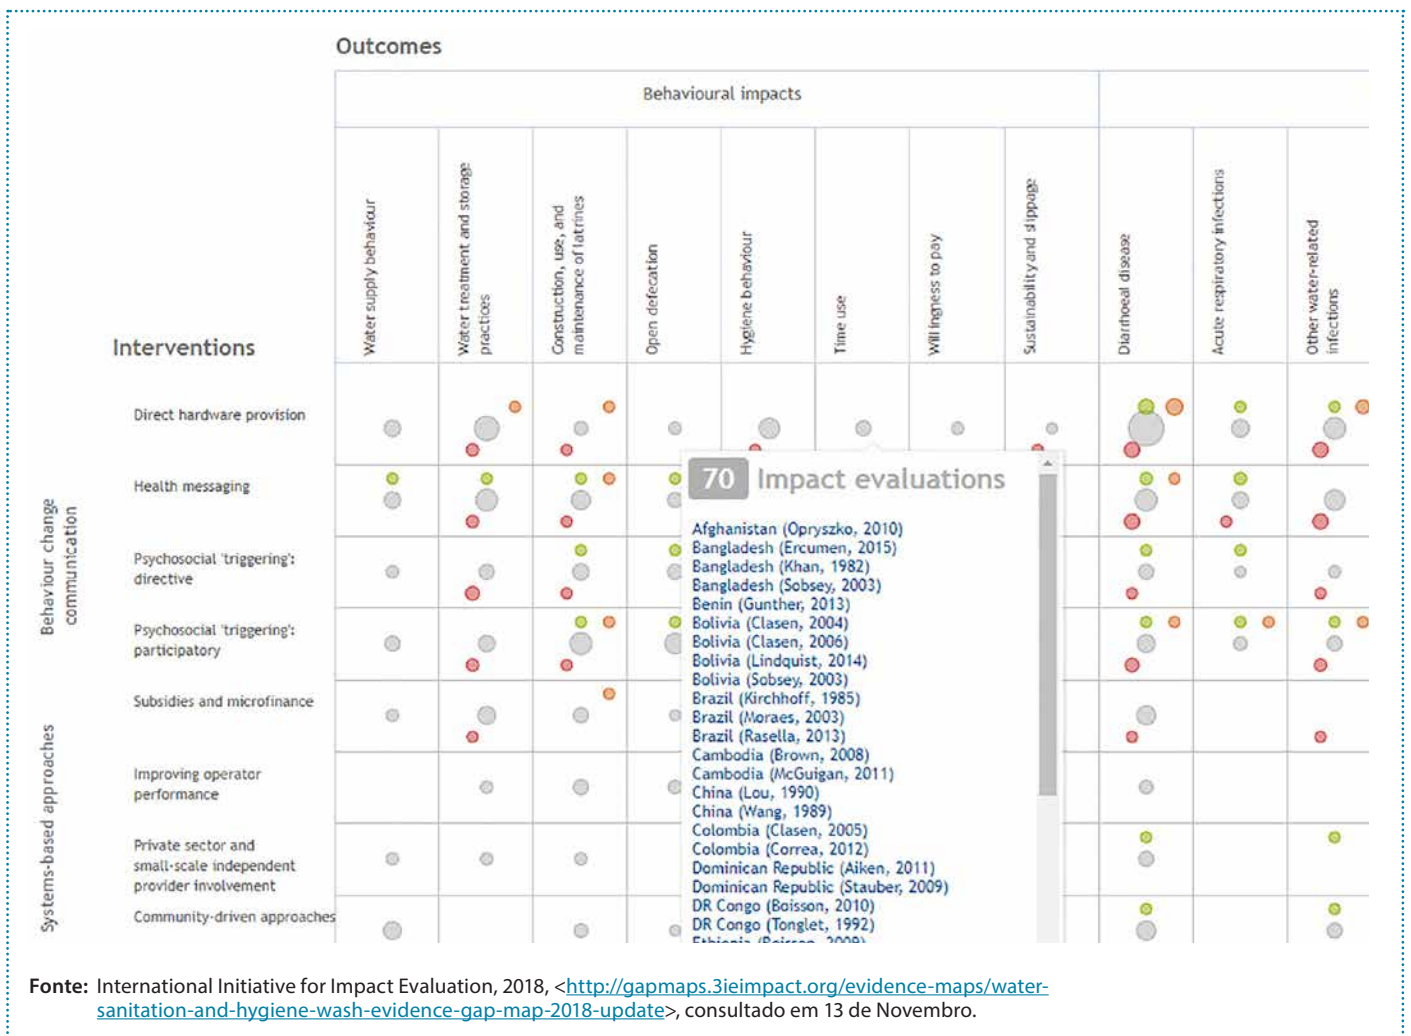 Outcomes
Behavioural impacts
Water supply behaviour
Water treatment and storage
practices
Construction, use, and
maintenance of latrines
Open defecation
Hygiene behaviour
Time use
Willingness to pay
Sustainability and slippage
Diarrhoeal disease
Acute respiratory infections
Other water-related
infections
Interventions
Direct hardware provision
Behaviour change
communication
Health messaging
Psychosocial 'triggering':
directive
Psychosocial 'triggering':
participatory
Systems-based approaches
Subsidies and microfinance
Improving operator
performance
Private sector and
small-scale independent
provider involvement
Community-driven approaches
70 Impact evaluations
Afghanistan (Opryszko, 2010)
Bangladesh (Ercumen, 2015)
Bangladesh (Khan, 1982)
Bangladesh (Sobsey, 2003)
Benin (Gunther, 2013)
Bolivia (Clasen, 2004)
Bolivia (Clasen, 2006)
Bolivia (Lindquist, 2014)
Bolivia (Sobsey, 2003)
Brazil (Kirchhoff, 1985)
Brazil (Moraes, 2003)
Brazil (Rasella, 2013)
Cambodia (Brown, 2008)
Cambodia (McGuigan, 2011)
China (Lou, 1990)
China (Wang, 1989)
Colombia (Clasen, 2005)
Colombia (Correa, 2012)
Dominican Republic (Aiken, 2011)
Dominican Republic (Stauber, 2009)
DR Congo (Boisson, 2010)
DR Congo (Tonglet, 1992)
Ethiopia (Boisson, 2009)
Fonte: International Initiative for Impact Evaluation, 2018, <http://gapmaps.3ieimpact.org/evidence-maps/water-
sanitation-and-hygiene-wash-evidence-gap-map-2018-update>, consultado em 13 de Novembro.